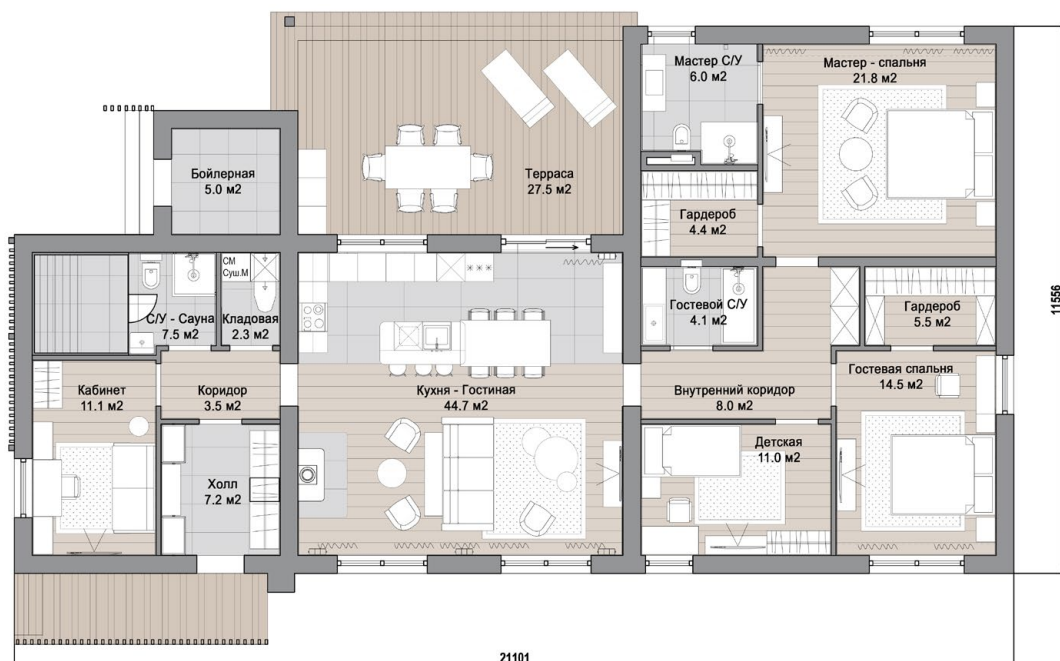 Мастер С/У
6.0 м2
Мастер - спальня
21.8 м2
Бойлерная
5.0 м2
Терраса
27.5 м2
Гардероб
4.4 м2
СМ
Суш.М
С/У - Сауна
7.5 м2
Кладовая
2.3 м2
Гостевой С/У
4.1 м2
Гардероб
5.5 м2
11556
Кабинет
11.1 м2
Коридор
3.5 м2
Кухня - Гостиная
44.7 м2
Внутренний коридор
8.0 м2
Гостевая спальня
14.5 м2
Холл
7.2 м2
Детская
11.0 м2
21101